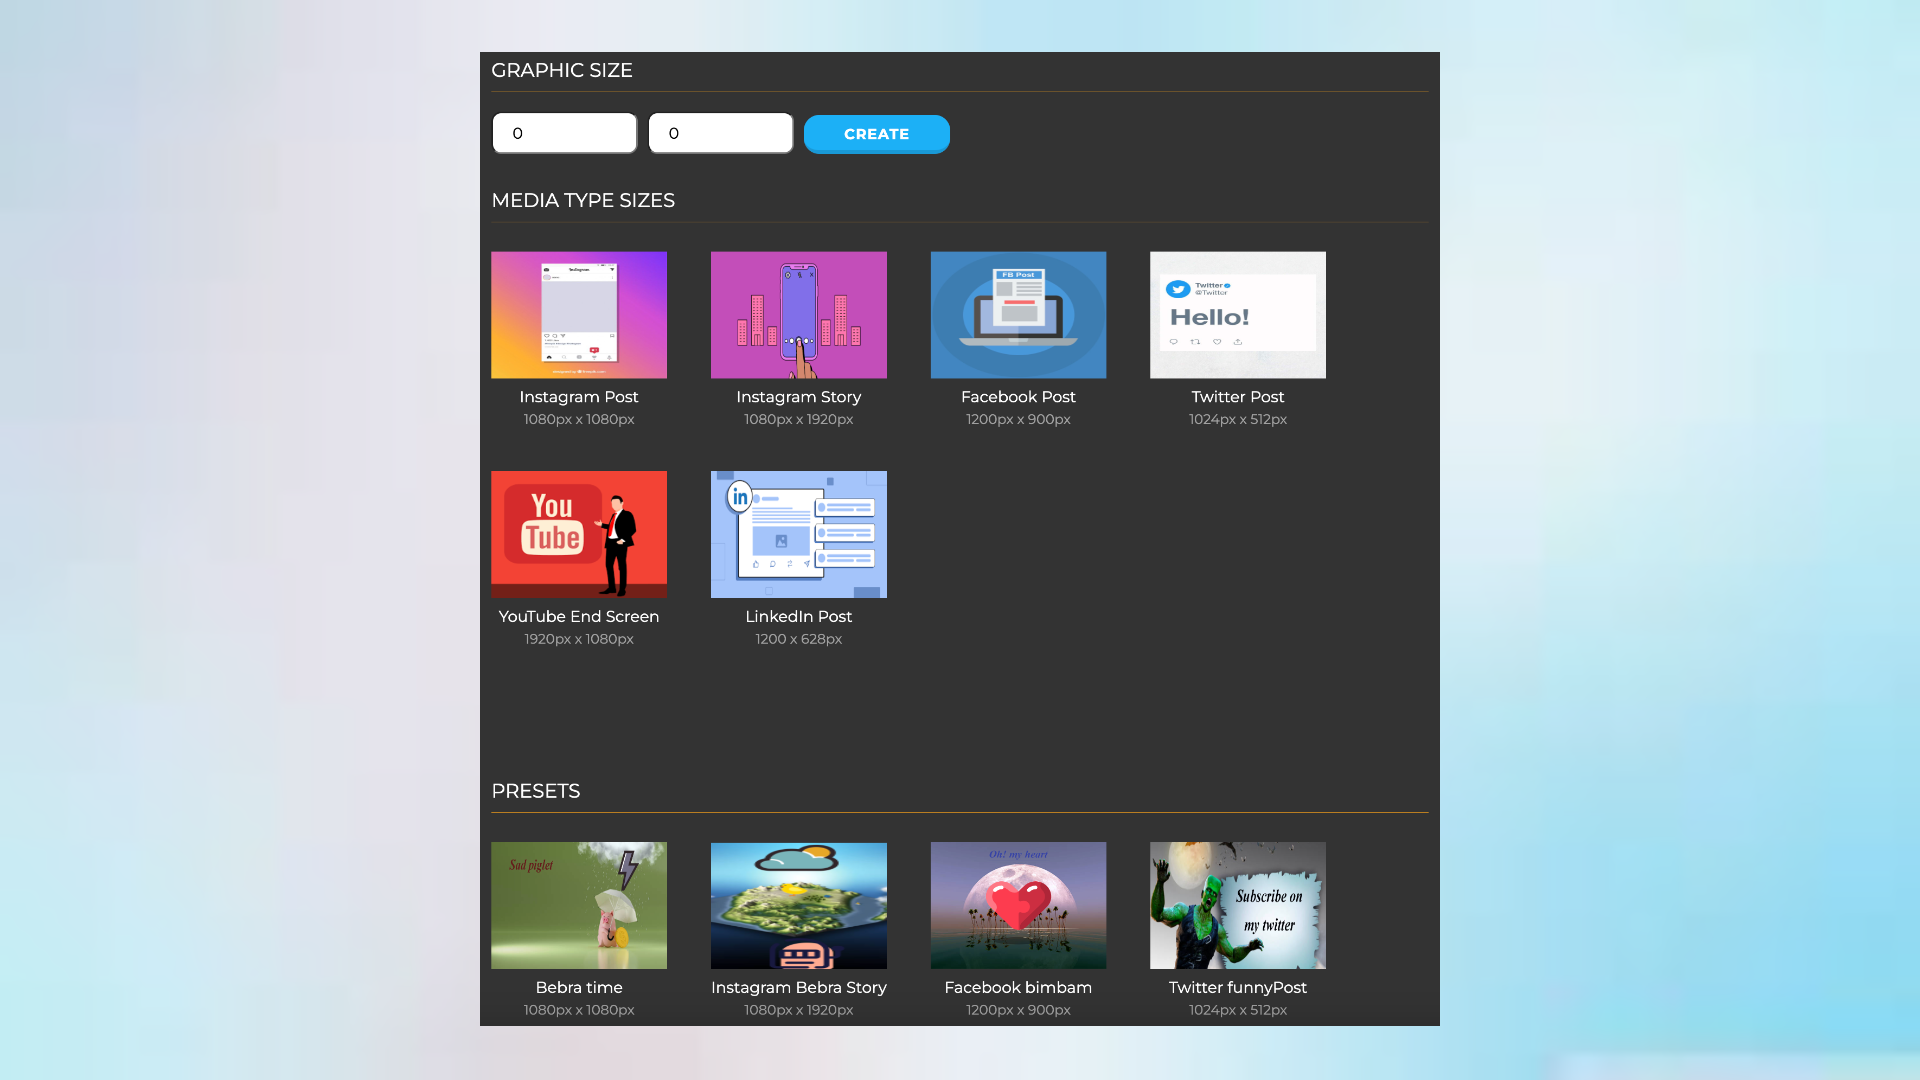 GRAPHIC SIZE
0 0 CREATE
MEDIA TYPE SIZES
Instagram
FB Post
Twitter
@Twitter
Hello!
Instagram Post Instagram Story Facebook Post Twitter Post
1080px x 1080px 1080px x 1920px 1200px x 900px 1024px x 512px
You
Tube
in
YouTube End Screen LinkedIn Post
1920px x 1080px 1200 x 628px
PRESETS
Sad piglet
Oh! my heart
Subscribe on
my twitter
Bebra time Instagram Bebra Story Facebook bimbam Twitter funnyPost
1080px x 1080px 1080px x 1920px 1200px x 900px 1024px x 512px